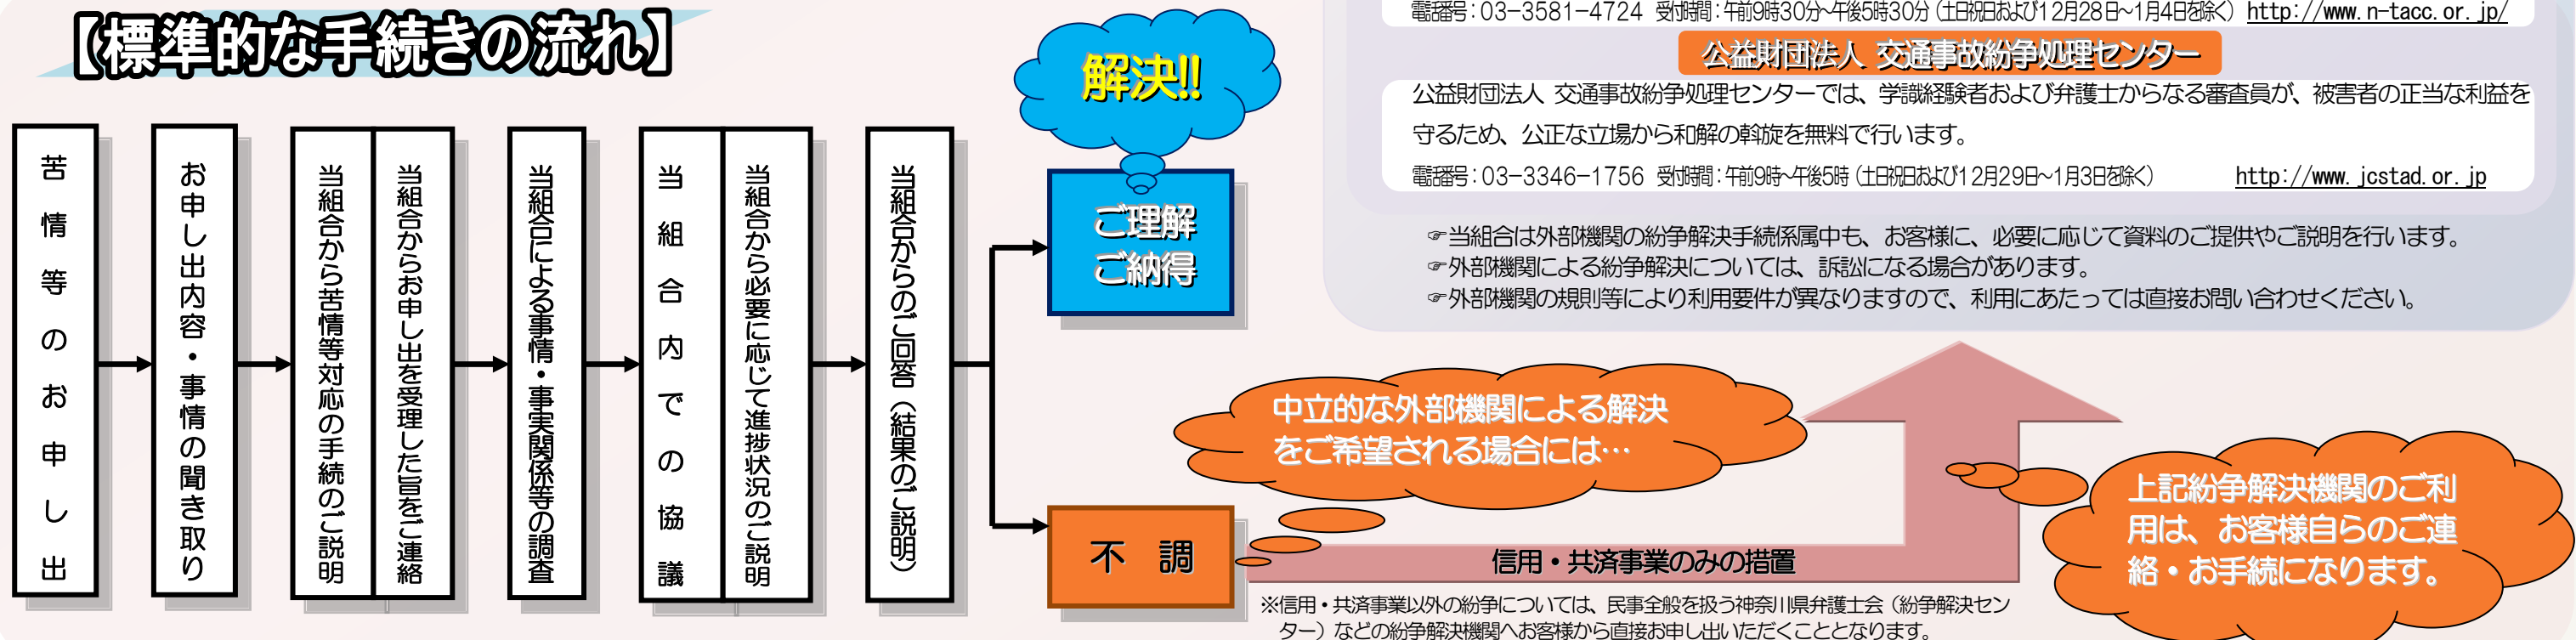 【標準的な手続きの流れ】
苦情等のお申し出
お申し出内容・事情の聞き取り
当組合からお申し出を受理した旨をご連絡
当組合から苦情等対応の手続のご説明
当組合による事情・事実関係等の調査
当組合から必要に応じて進捗状況のご説明
当組合内での協議
当組合からのご回答（結果のご説明）
解決!!
ご理解
ご納得
不 調
電話番号：03-3581-4724 受付時間：午前9時30分～午後5時30分（土日祝日および12月28日～1月4日を除く） http://www.n-tacc.or.jp/
公益財団法人 交通事故紛争処理センター
公益財団法人 交通事故紛争処理センターでは、学識経験者および弁護士からなる審査員が、被害者の正当な利益を
守るため、公正な立場から和解の斡旋を無料で行います。
電話番号：03-3346-1756 受付時間：午前9時～午後5時（土日祝日および12月29日～1月3日を除く） http://www.jcstad.or.jp
☞当組合は外部機関の紛争解決手続係属中も、お客様に、必要に応じて資料のご提供やご説明を行います。
☞外部機関による紛争解決については、訴訟になる場合があります。
☞外部機関の規則等により利用要件が異なりますので、利用にあたっては直接お問い合わせください。
中立的な外部機関による解決
をご希望される場合には…
信用・共済事業のみの措置
上記紛争解決機関のご利
用は、お客様自らのご連
絡・お手続になります。
※信用・共済事業以外の紛争については、民事全般を扱う神奈川県弁護士会（紛争解決セン
ター）などの紛争解決機関へお客様から直接お申し出いただくこととなります。